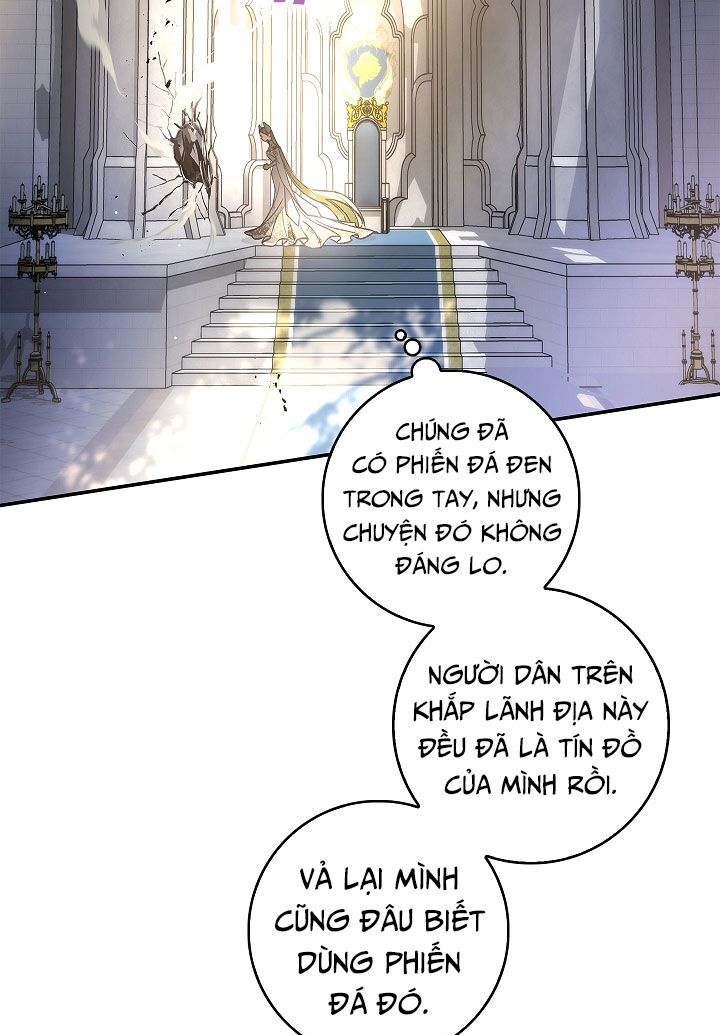 CHÚNG ĐÃ
CÓ PHIẾN ĐÁ ĐEN
TRONG TAY, NHƯNG
CHUYỆN ĐÓ KHÔNG
ĐÁNG LO.
NGƯỜI DÂN TRÊN
KHẮP LÃNH ĐỊA NÀY
ĐỀU ĐÃ LÀ TÍN ĐỒ
CỦA MÌNH RỒI.
VẢ LẠI MÌNH
CŨNG ĐÂU BIẾT
DÙNG PHIẾN
ĐÁ ĐÓ.